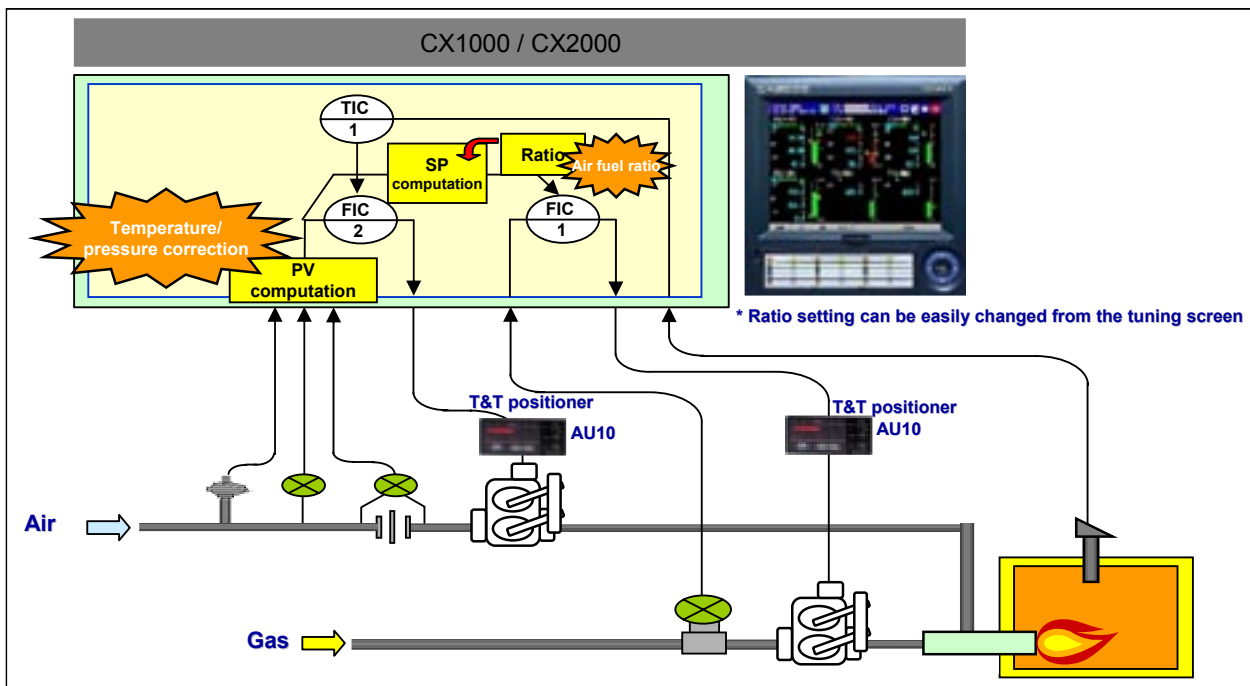 CX1000 / CX2000
TIC
1
SP
computation
Ratio
Air fuel ratio
Temperature/
pressure correction
FIC
2
FIC
1
PV
computation
* Ratio setting can be easily changed from the tuning screen
T&T positioner
AU10
T&T positioner
AU10
Air
Gas